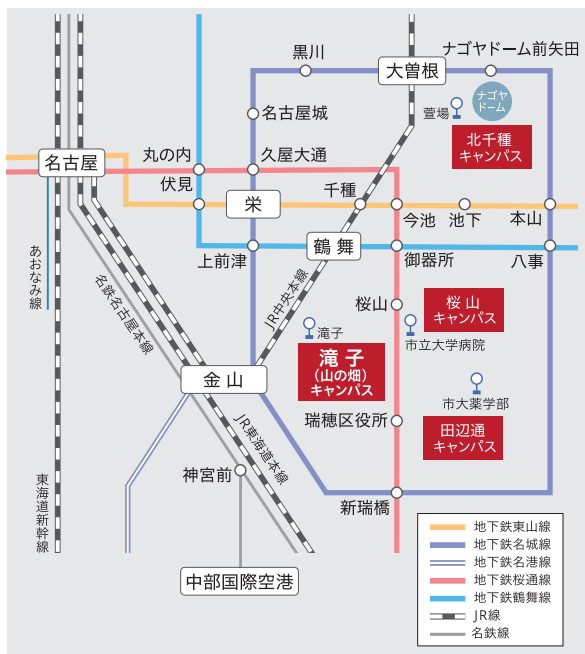 黒川
大曽根
ナゴヤドーム前矢田
ナゴヤ
ドーム
萱場
名古屋城
北千種
キャンパス
名古屋
丸の内
久屋大通
伏見
千種
栄
今池
池下
本山
鶴舞
上前津
御器所
八事
あおなみ線
名鉄名古屋本線
JR中央本線
桜山
桜山
キャンパス
滝子
市立大学病院
滝子
(山の畑)
キャンパス
金山
市大薬学部
JR東海道本線
瑞穂区役所
田辺通
キャンパス
神宮前
東海道新幹線
新瑞橋
中部国際空港
地下鉄東山線
地下鉄名城線
地下鉄名港線
地下鉄桜通線
地下鉄鶴舞線
JR線
名鉄線